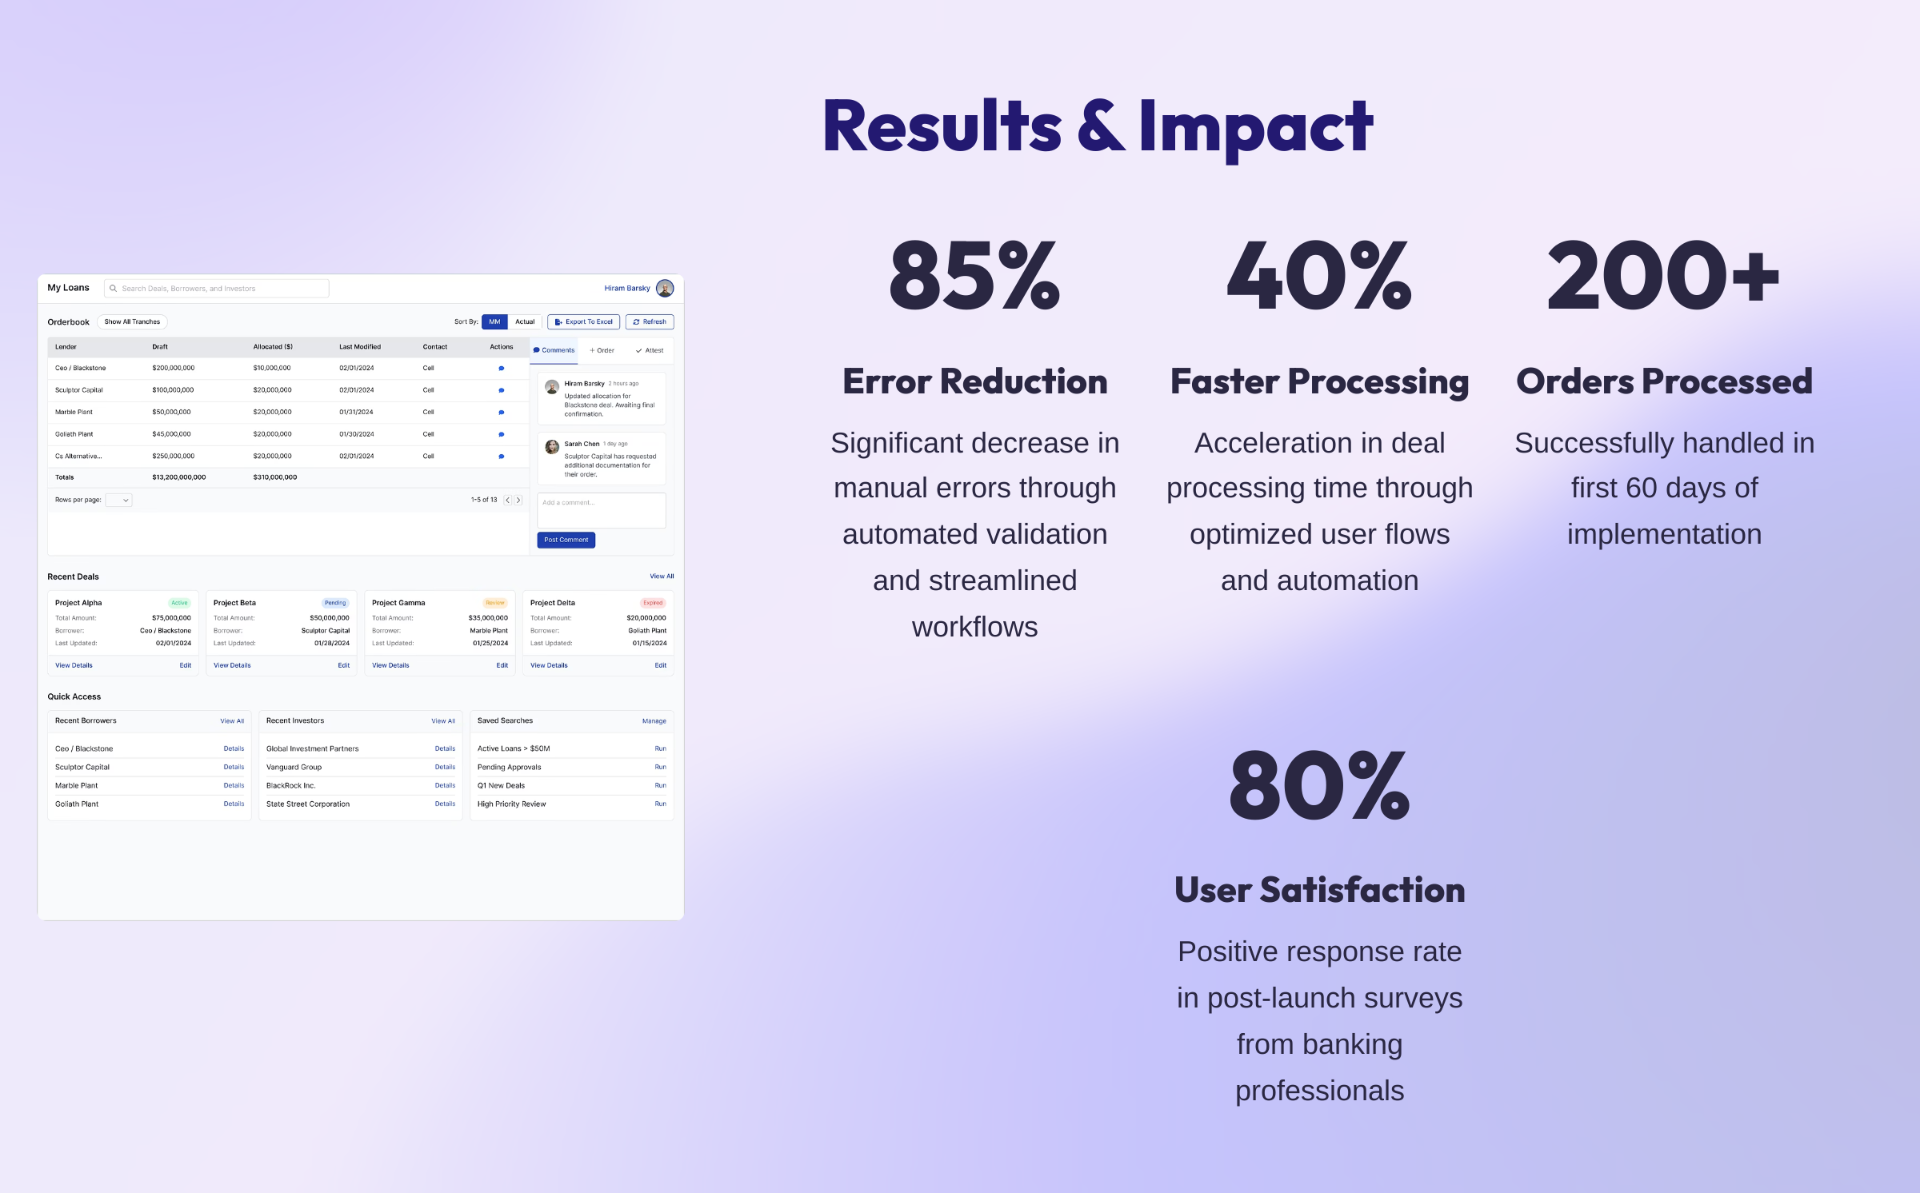 Results & Impact
85%
Error Reduction
Significant decrease in
manual errors through
automated validation
and streamlined
workflows
40%
Faster Processing
Acceleration in deal
processing time through
optimized user flows
and automation
200+
Orders Processed
Successfully handled in
first 60 days of
implementation
80%
User Satisfaction
Positive response rate
in post-launch surveys
from banking
professionals
My Loans
Search Deals, Borrowers, and Investors
Hiram Barsky
Orderbook
Show All Tranches
Sort By: MM Actual
Export To Excel
Refresh
Lender Draft Allocated ($) Last Modified Contact Actions
Ceo / Blackstone $200,000,000 $10,000,000 02/01/2024 Cell
Sculptor Capital $100,000,000 $20,000,000 02/01/2024 Cell
Marble Plant $50,000,000 $20,000,000 01/31/2024 Cell
Goliath Plant $45,000,000 $20,000,000 01/30/2024 Cell
Cs Alternative... $250,000,000 $20,000,000 02/01/2024 Cell
Totals $13,200,000,000 $310,000,000
Rows per page: 1-5 of 13
Comments + Order Attest
Hiram Barsky 2 hours ago
Updated allocation for
Blackstone deal. Awaiting final
confirmation.
Sarah Chen 1 day ago
Sculptor Capital has requested
additional documentation for
their order.
Add a comment...
Post Comment
Recent Deals View All
Project Alpha Active
Total Amount: $75,000,000
Borrower: Ceo / Blackstone
Last Updated: 02/01/2024
View Details Edit
Project Beta Pending
Total Amount: $50,000,000
Borrower: Sculptor Capital
Last Updated: 01/28/2024
View Details Edit
Project Gamma Review
Total Amount: $35,000,000
Borrower: Marble Plant
Last Updated: 01/25/2024
View Details Edit
Project Delta Expired
Total Amount: $20,000,000
Borrower: Goliath Plant
Last Updated: 01/15/2024
View Details Edit
Quick Access
Recent Borrowers View All
Ceo / Blackstone Details
Sculptor Capital Details
Marble Plant Details
Goliath Plant Details
Recent Investors View All
Global Investment Partners Details
Vanguard Group Details
BlackRock Inc. Details
State Street Corporation Details
Saved Searches Manage
Active Loans > $50M Run
Pending Approvals Run
Q1 New Deals Run
High Priority Review Run